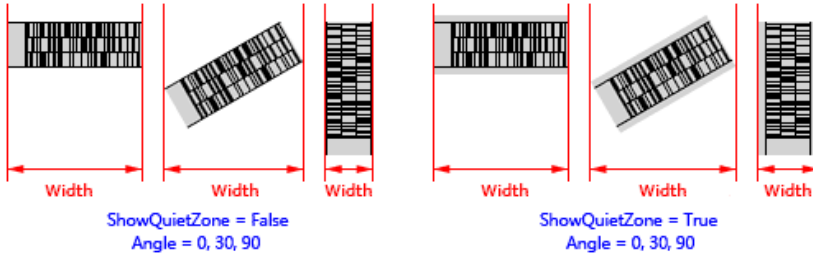 Width Width Width Width Width Width
ShowQuietZone = False ShowQuietZone = True
Angle = 0, 30, 90 Angle = 0, 30, 90